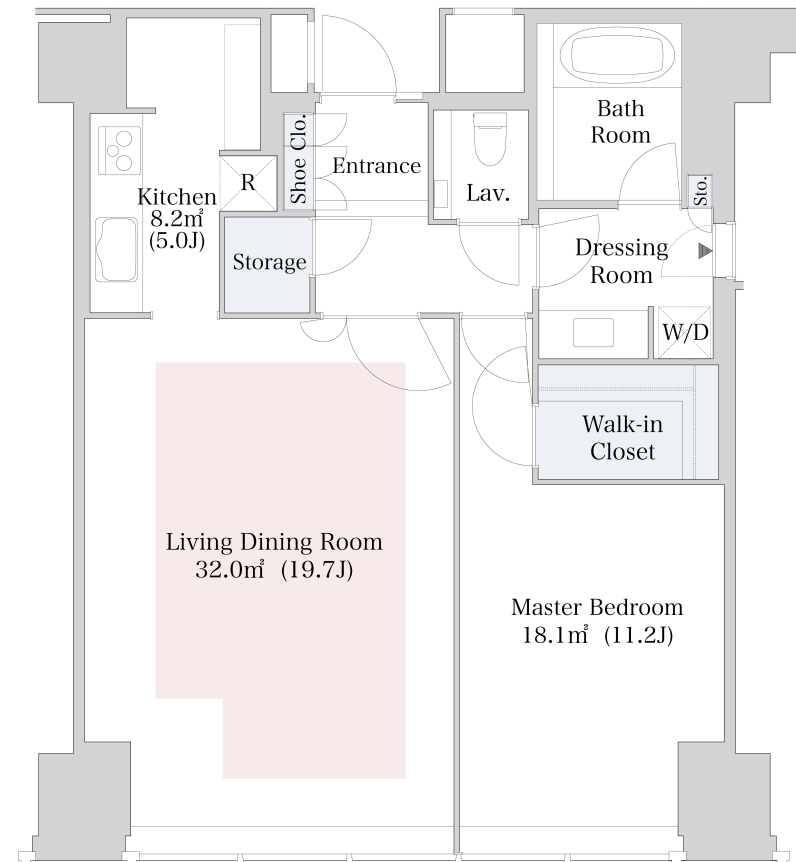 Bath
Room
Shoe Clo.
Entrance
Lav.
Sto.
Kitchen
8.2㎡
(5.0J)
R
Storage
Dressing
Room
W/D
Walk-in
Closet
Living Dining Room
32.0㎡ (19.7J)
Master Bedroom
18.1㎡ (11.2J)